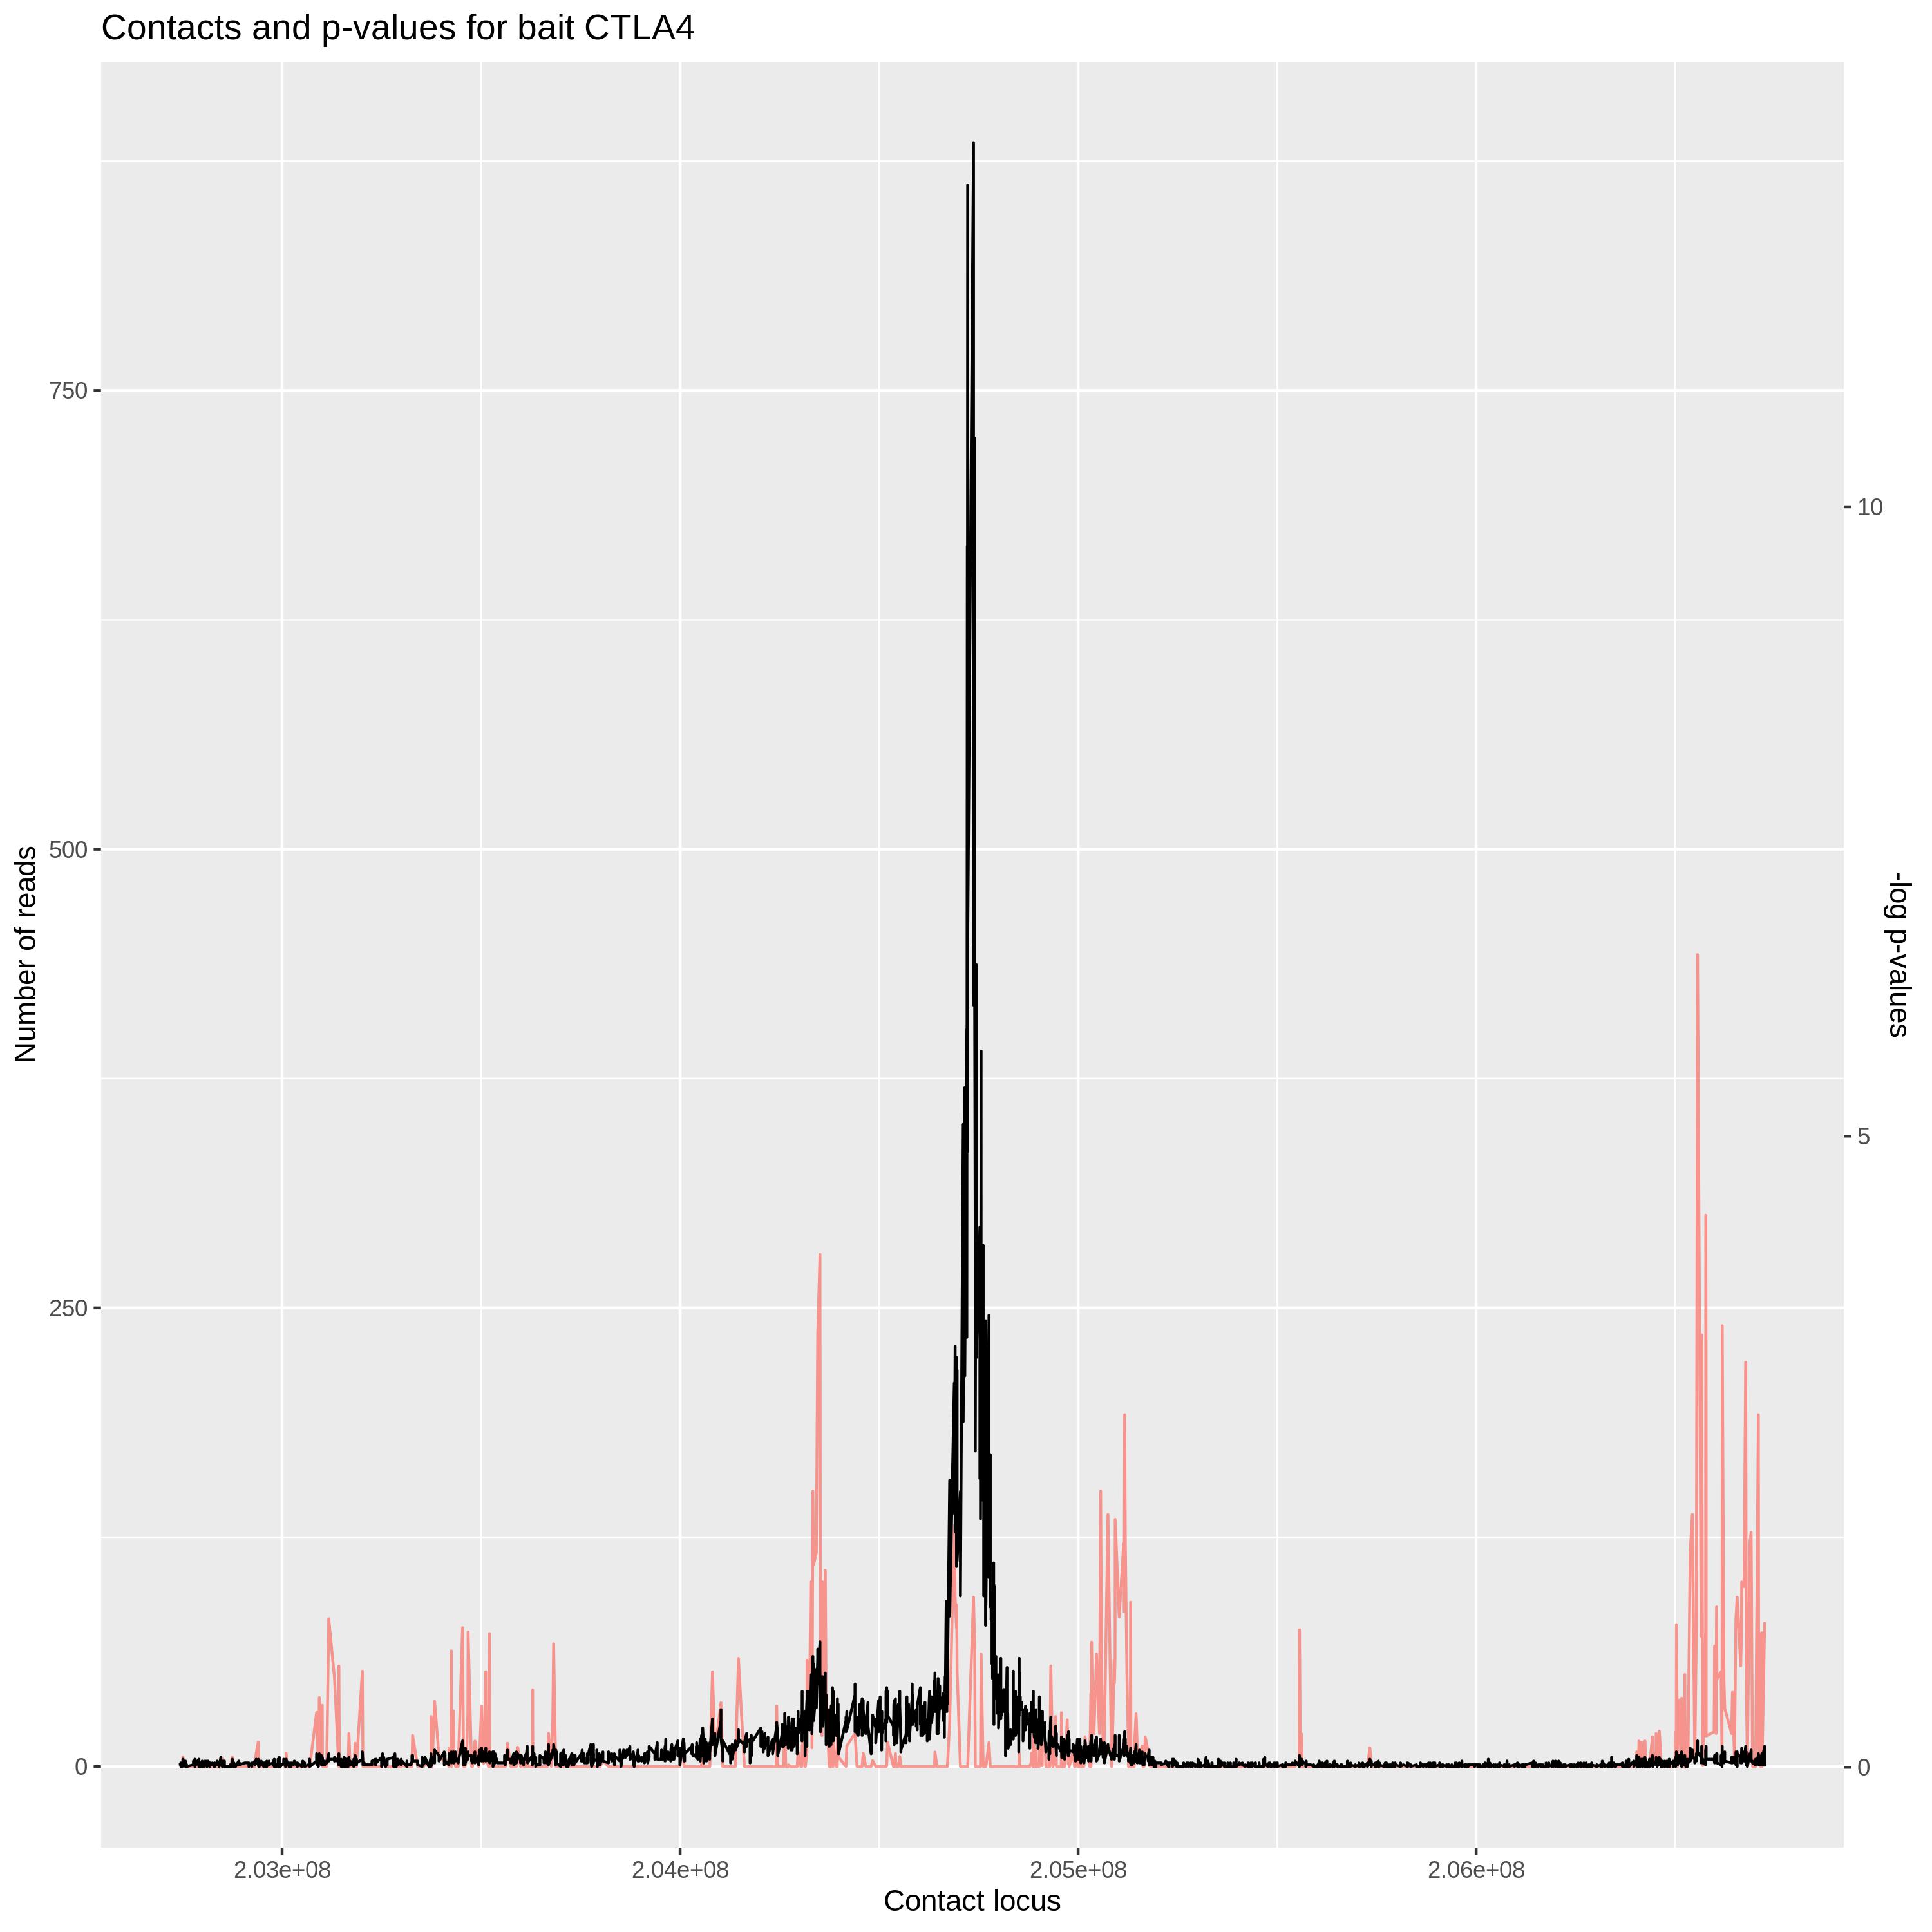 Contacts and p-values for bait CTLA4
750
500
250
0
Number of reads
10
5
0
-log p-values
2.03e+08
2.04e+08
2.05e+08
2.06e+08
Contact locus